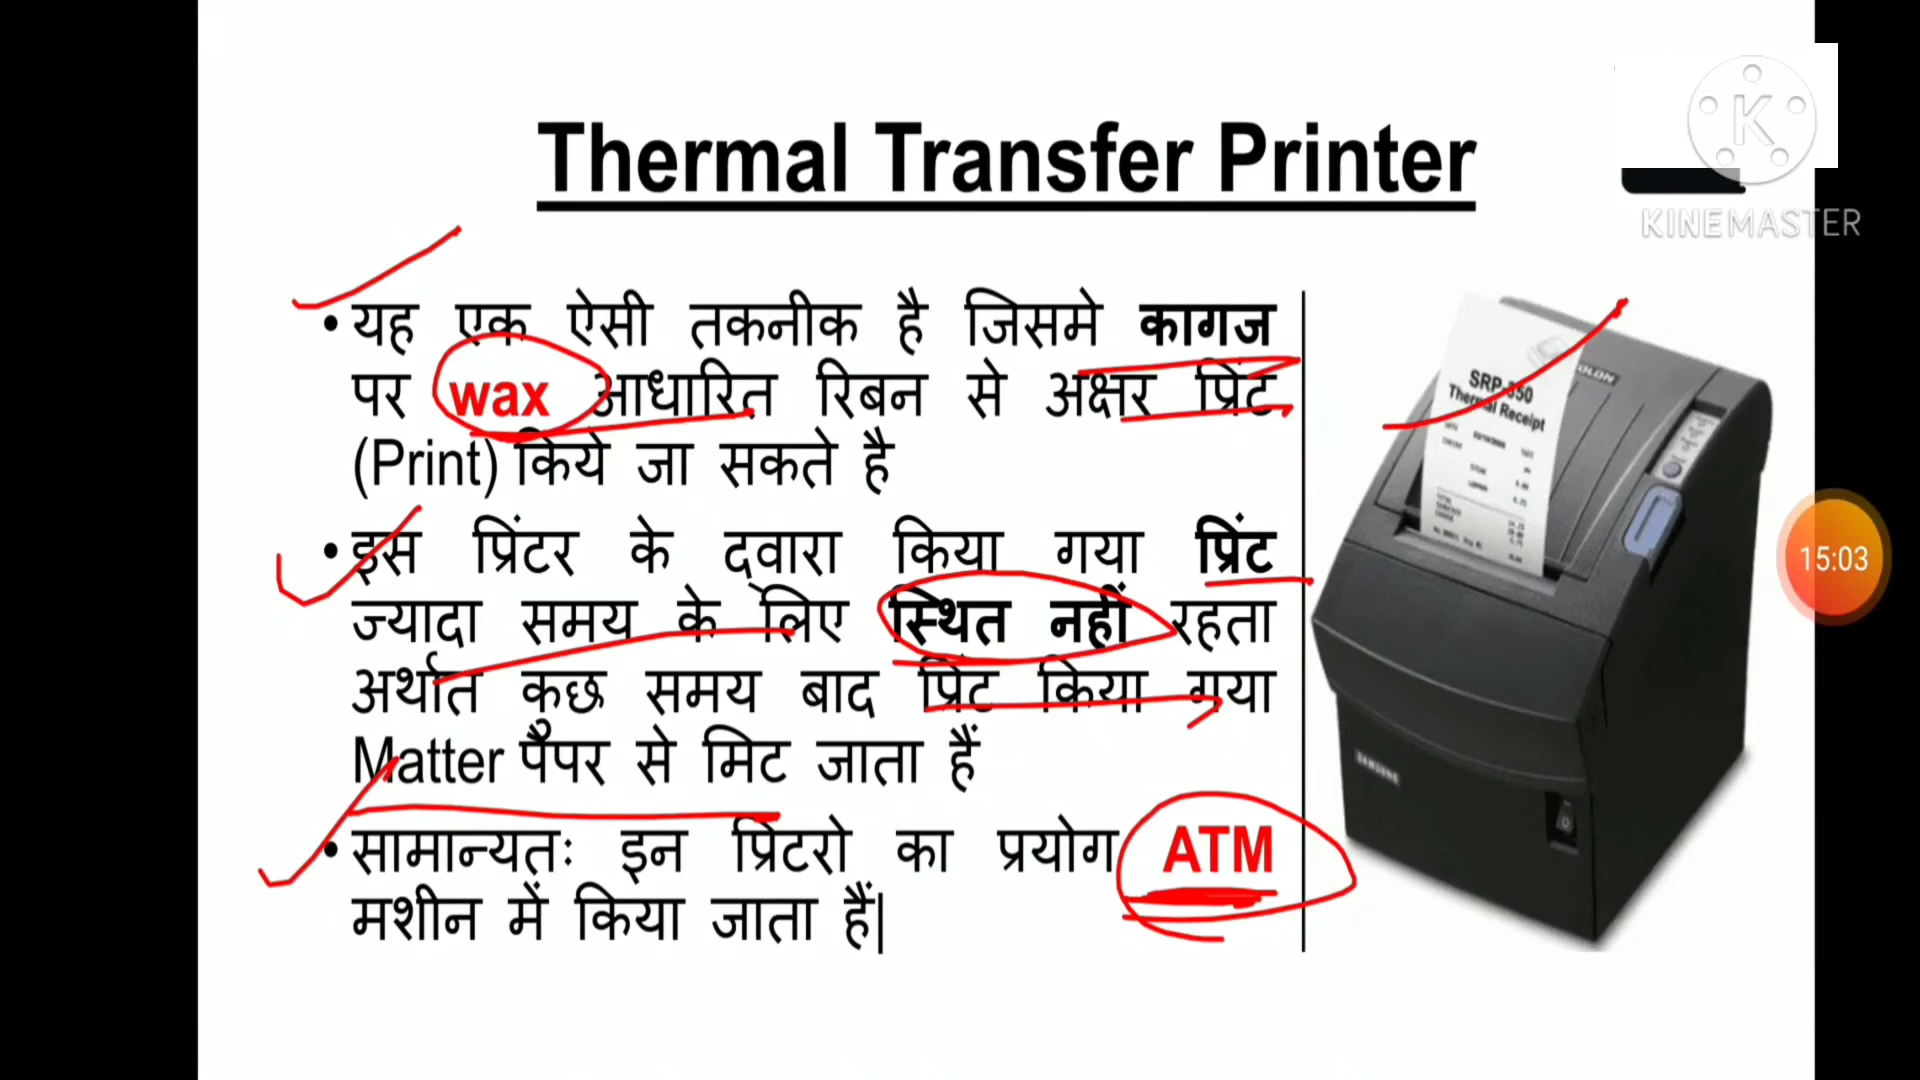 Thermal Transfer Printer
KINEMASTER
• यह एक ऐसी तकनीक है जिसमे कागज
पर wax आधारित रिबन से अक्षर प्रिंट
(Print) किये जा सकते है
• इस प्रिंटर के द्वारा किया गया प्रिंट
ज्यादा समय के लिए स्थित नहीं रहता
अर्थात कुछ समय बाद प्रिंट किया गया
Matter पैपर से मिट जाता हैं
• सामान्यतः इन प्रिटरो का प्रयोग ATM
मशीन में किया जाता हैं|
SRP-350
Thermal Receipt
SAMSUNG
15:03